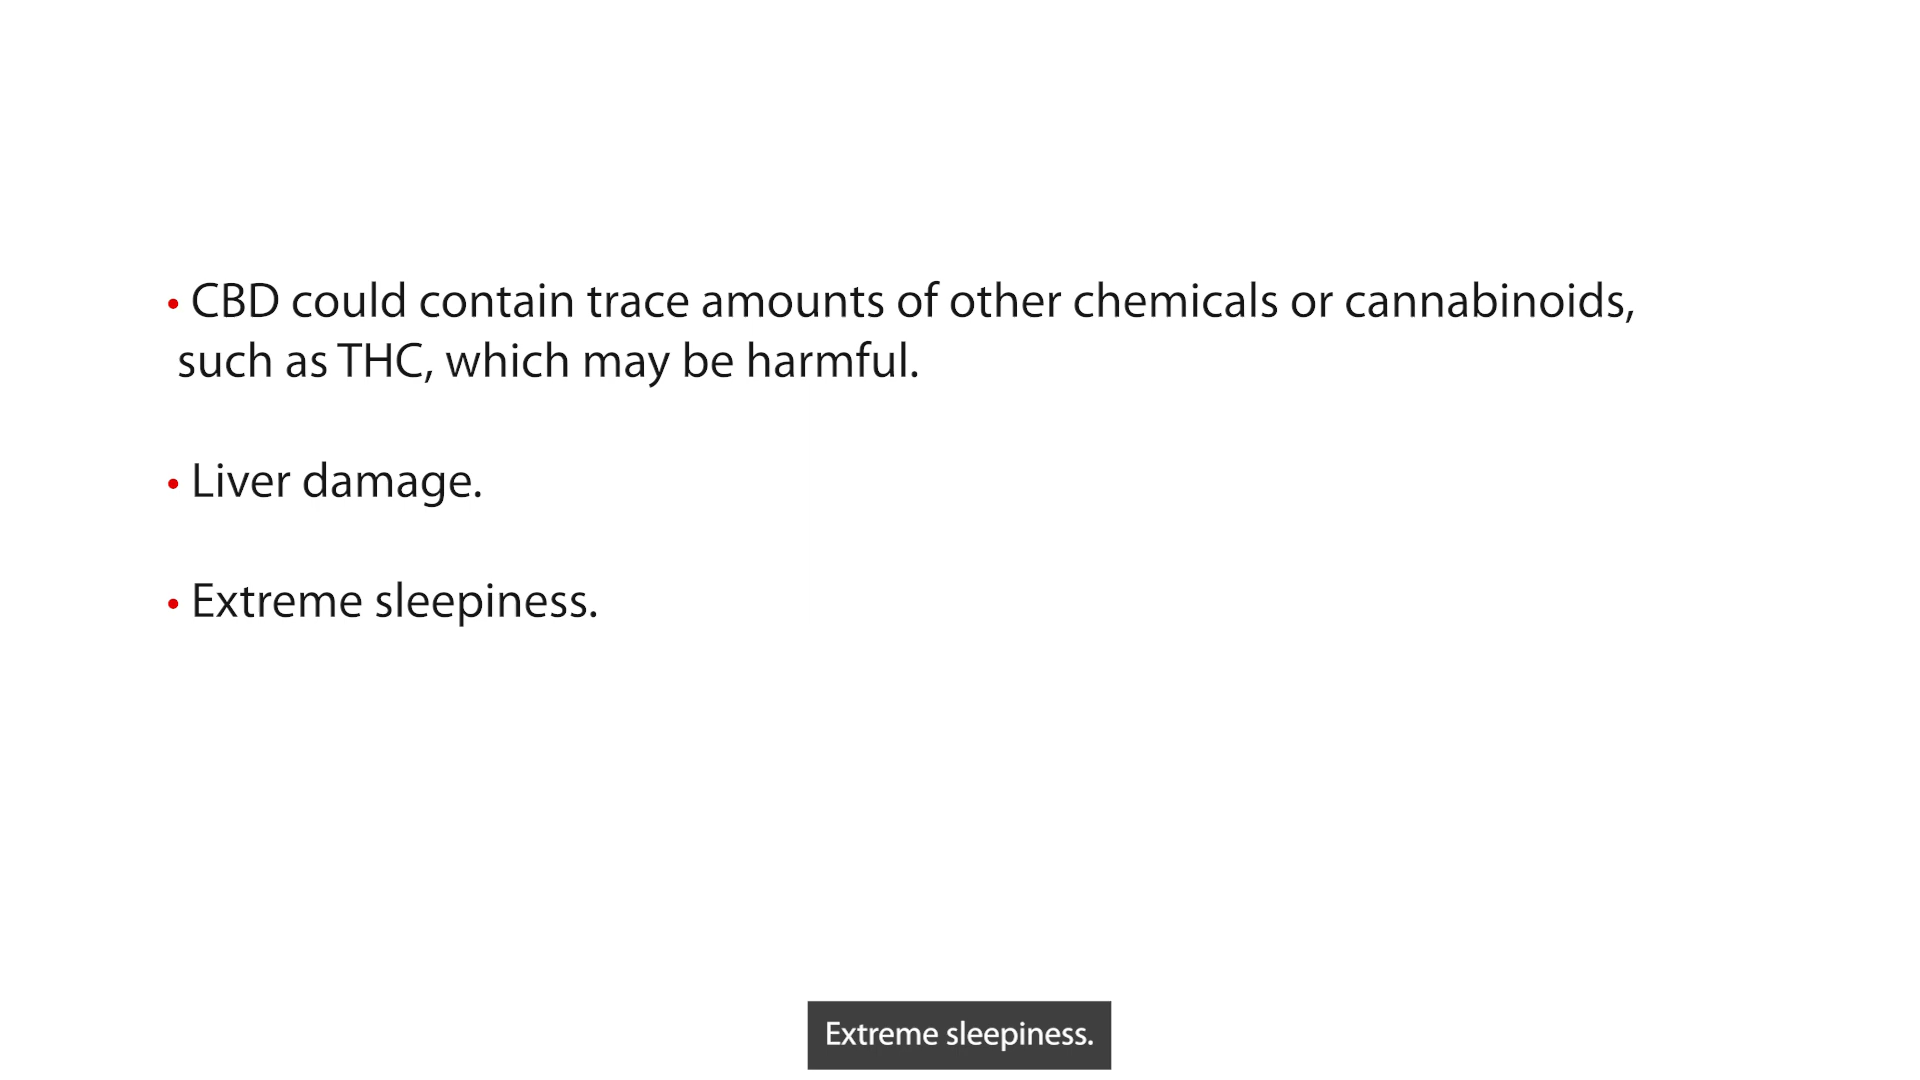 • CBD could contain trace amounts of other chemicals or cannabinoids,
such as THC, which may be harmful.
• Liver damage.
• Extreme sleepiness.
Extreme sleepiness.